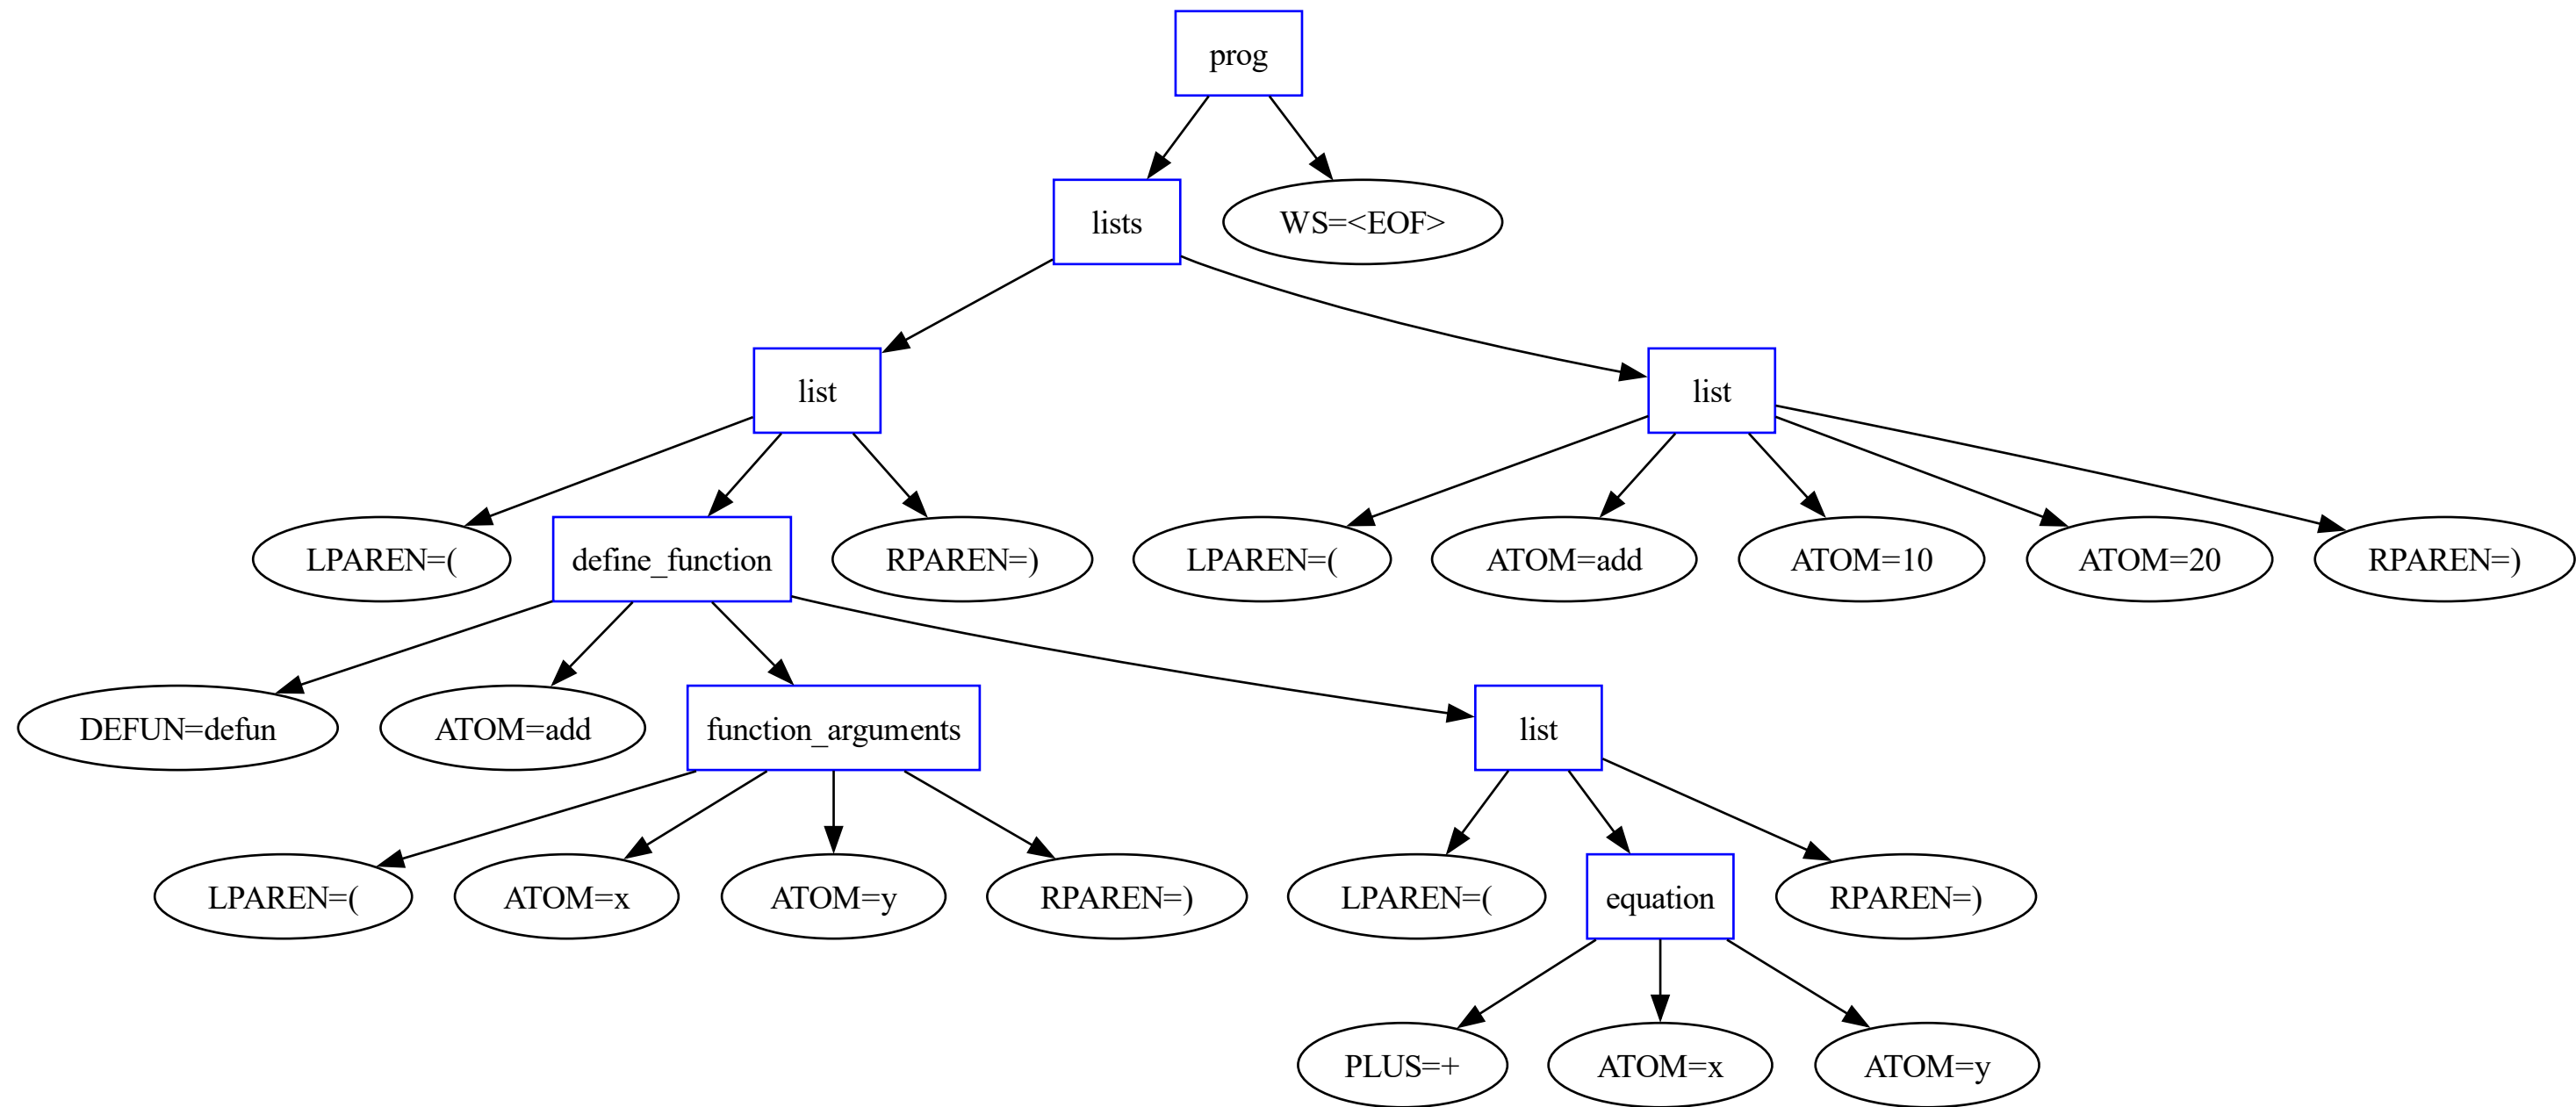 prog
lists
WS=<EOF>
list
list
LPAREN=(
define_function
RPAREN=)
LPAREN=(
ATOM=add
ATOM=10
ATOM=20
RPAREN=)
DEFUN=defun
ATOM=add
function_arguments
list
LPAREN=(
ATOM=x
ATOM=y
RPAREN=)
LPAREN=(
equation
RPAREN=)
PLUS=+
ATOM=x
ATOM=y